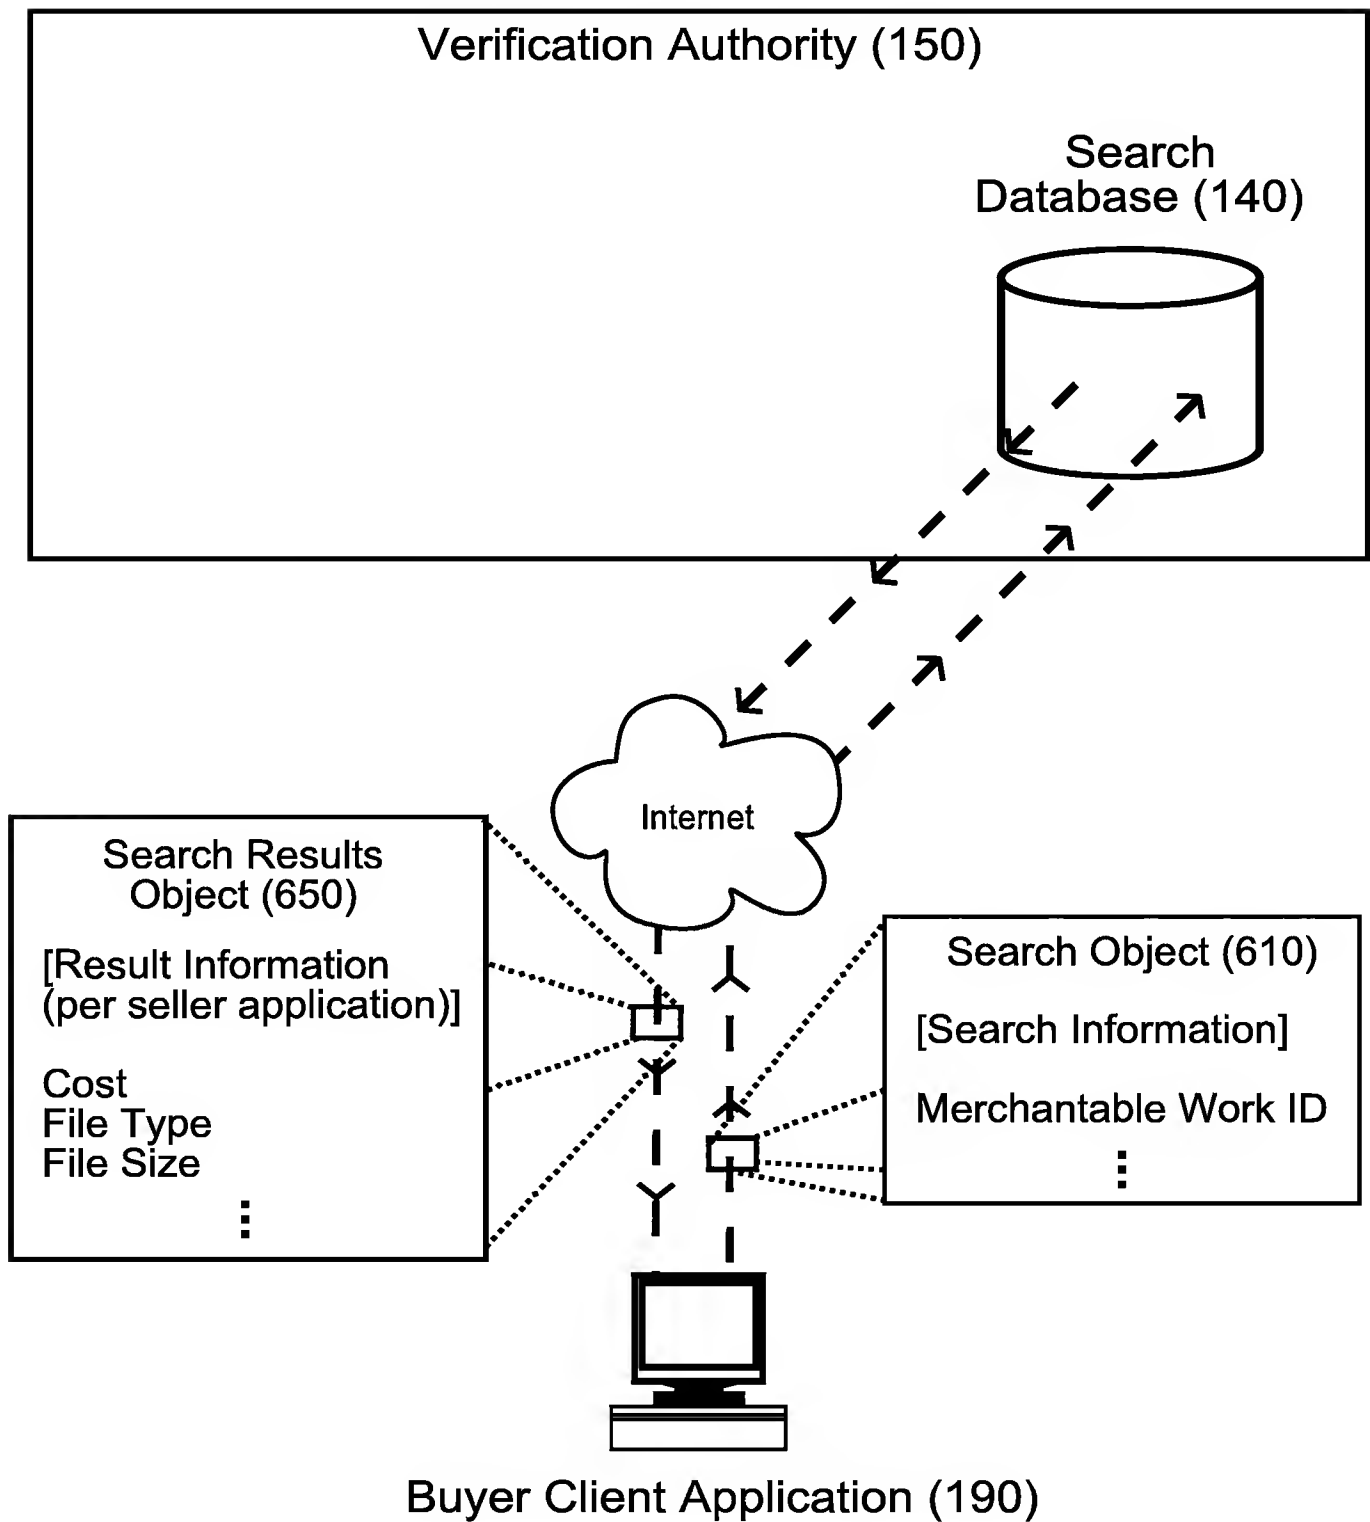 Verification Authority (150)
Search
Database (140)
Internet
Search Results
Object (650)
[Result Information
(per seller application)]
Cost
File Type
File Size
⋮
Search Object (610)
[Search Information]
Merchantable Work ID
⋮
Buyer Client Application (190)